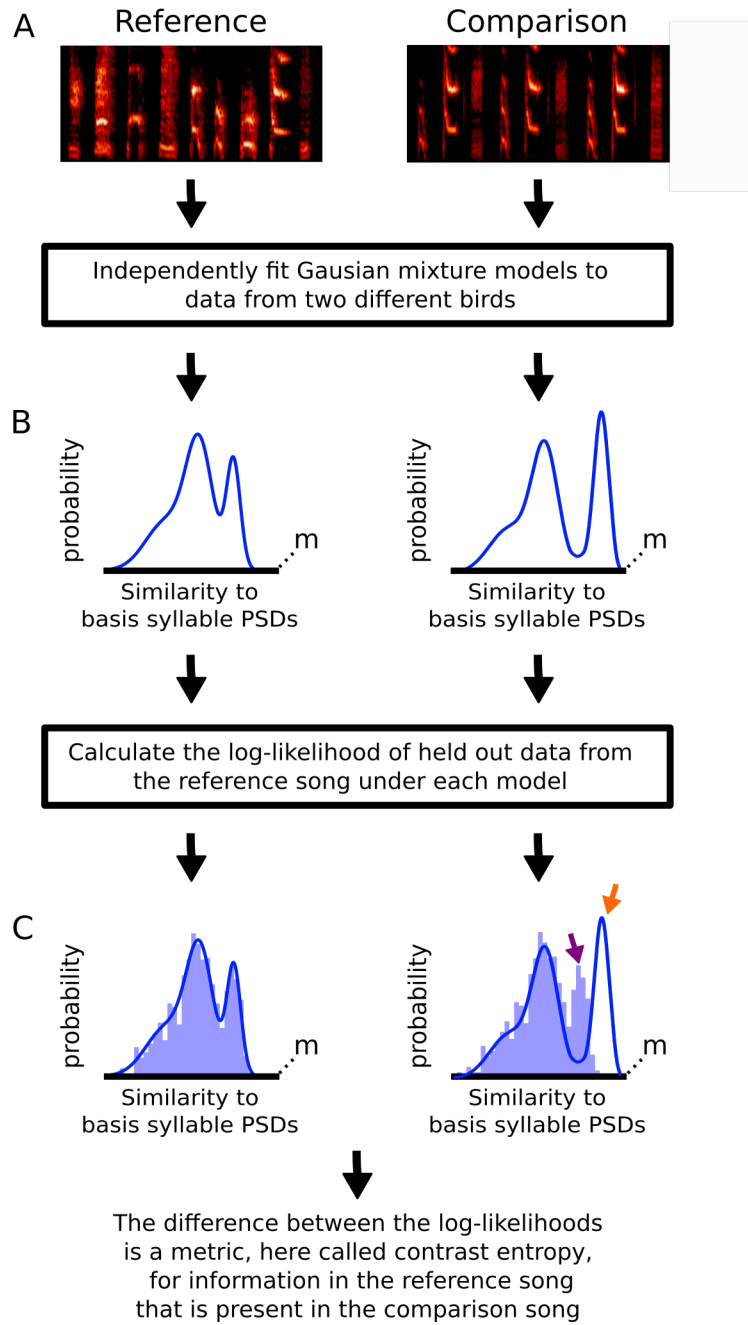 A
Reference
Comparison
Independently fit Gausian mixture models to
data from two different birds
B
probability
m
Similarity to
basis syllable PSDs
probability
m
Similarity to
basis syllable PSDs
Calculate the log-likelihood of held out data from
the reference song under each model
C
probability
m
Similarity to
basis syllable PSDs
probability
m
Similarity to
basis syllable PSDs
The difference between the log-likelihoods
is a metric, here called contrast entropy,
for information in the reference song
that is present in the comparison song